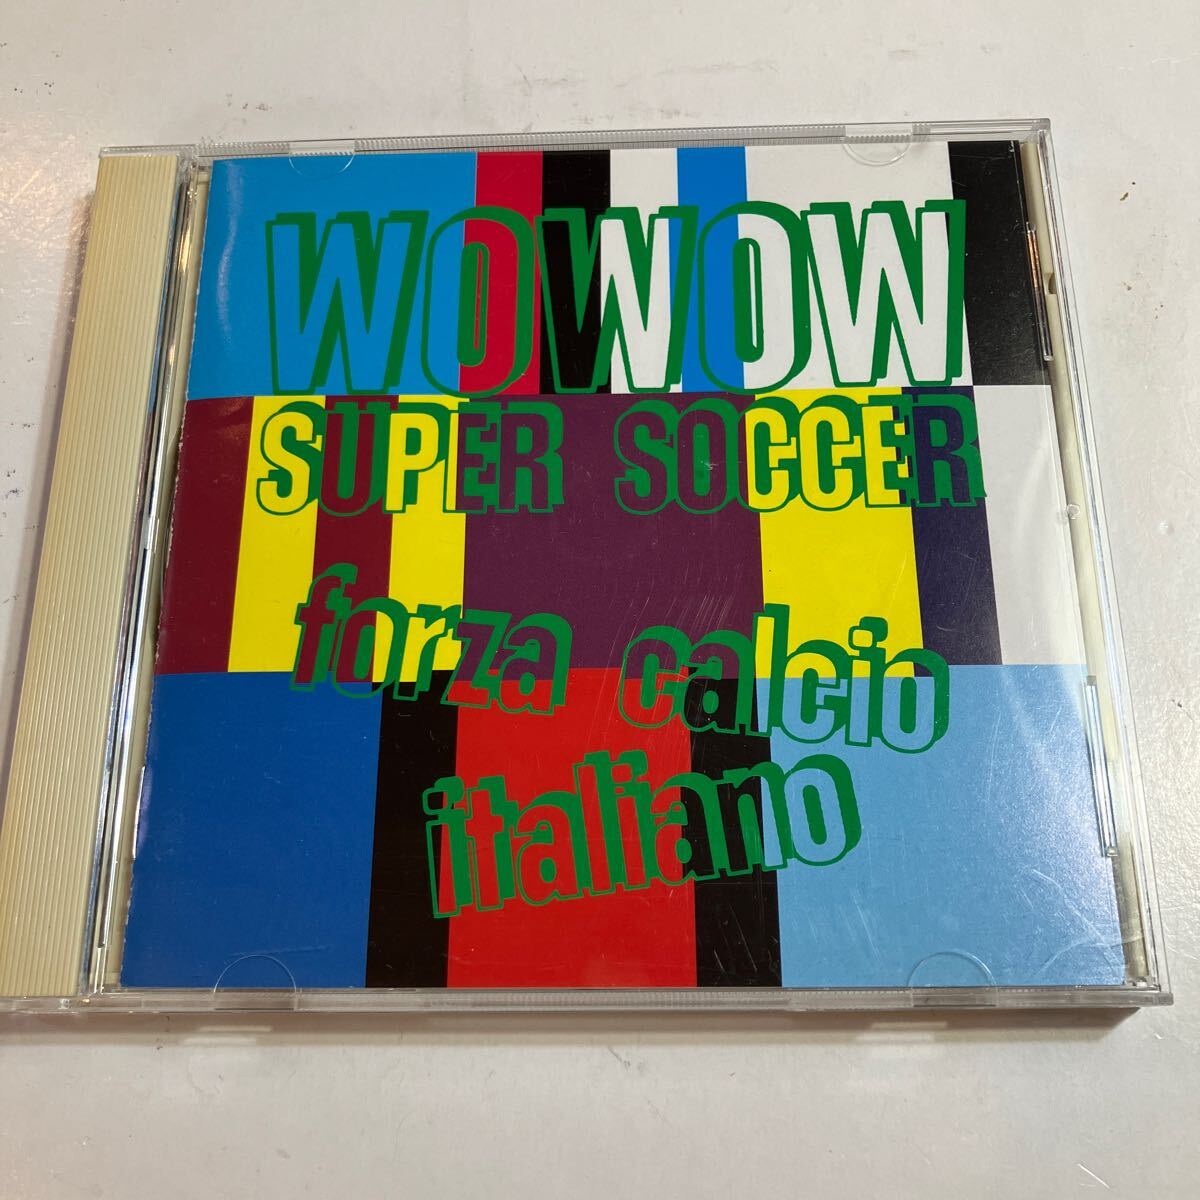 WOWOW
SUPER SOCCER
forza calcio
italiano